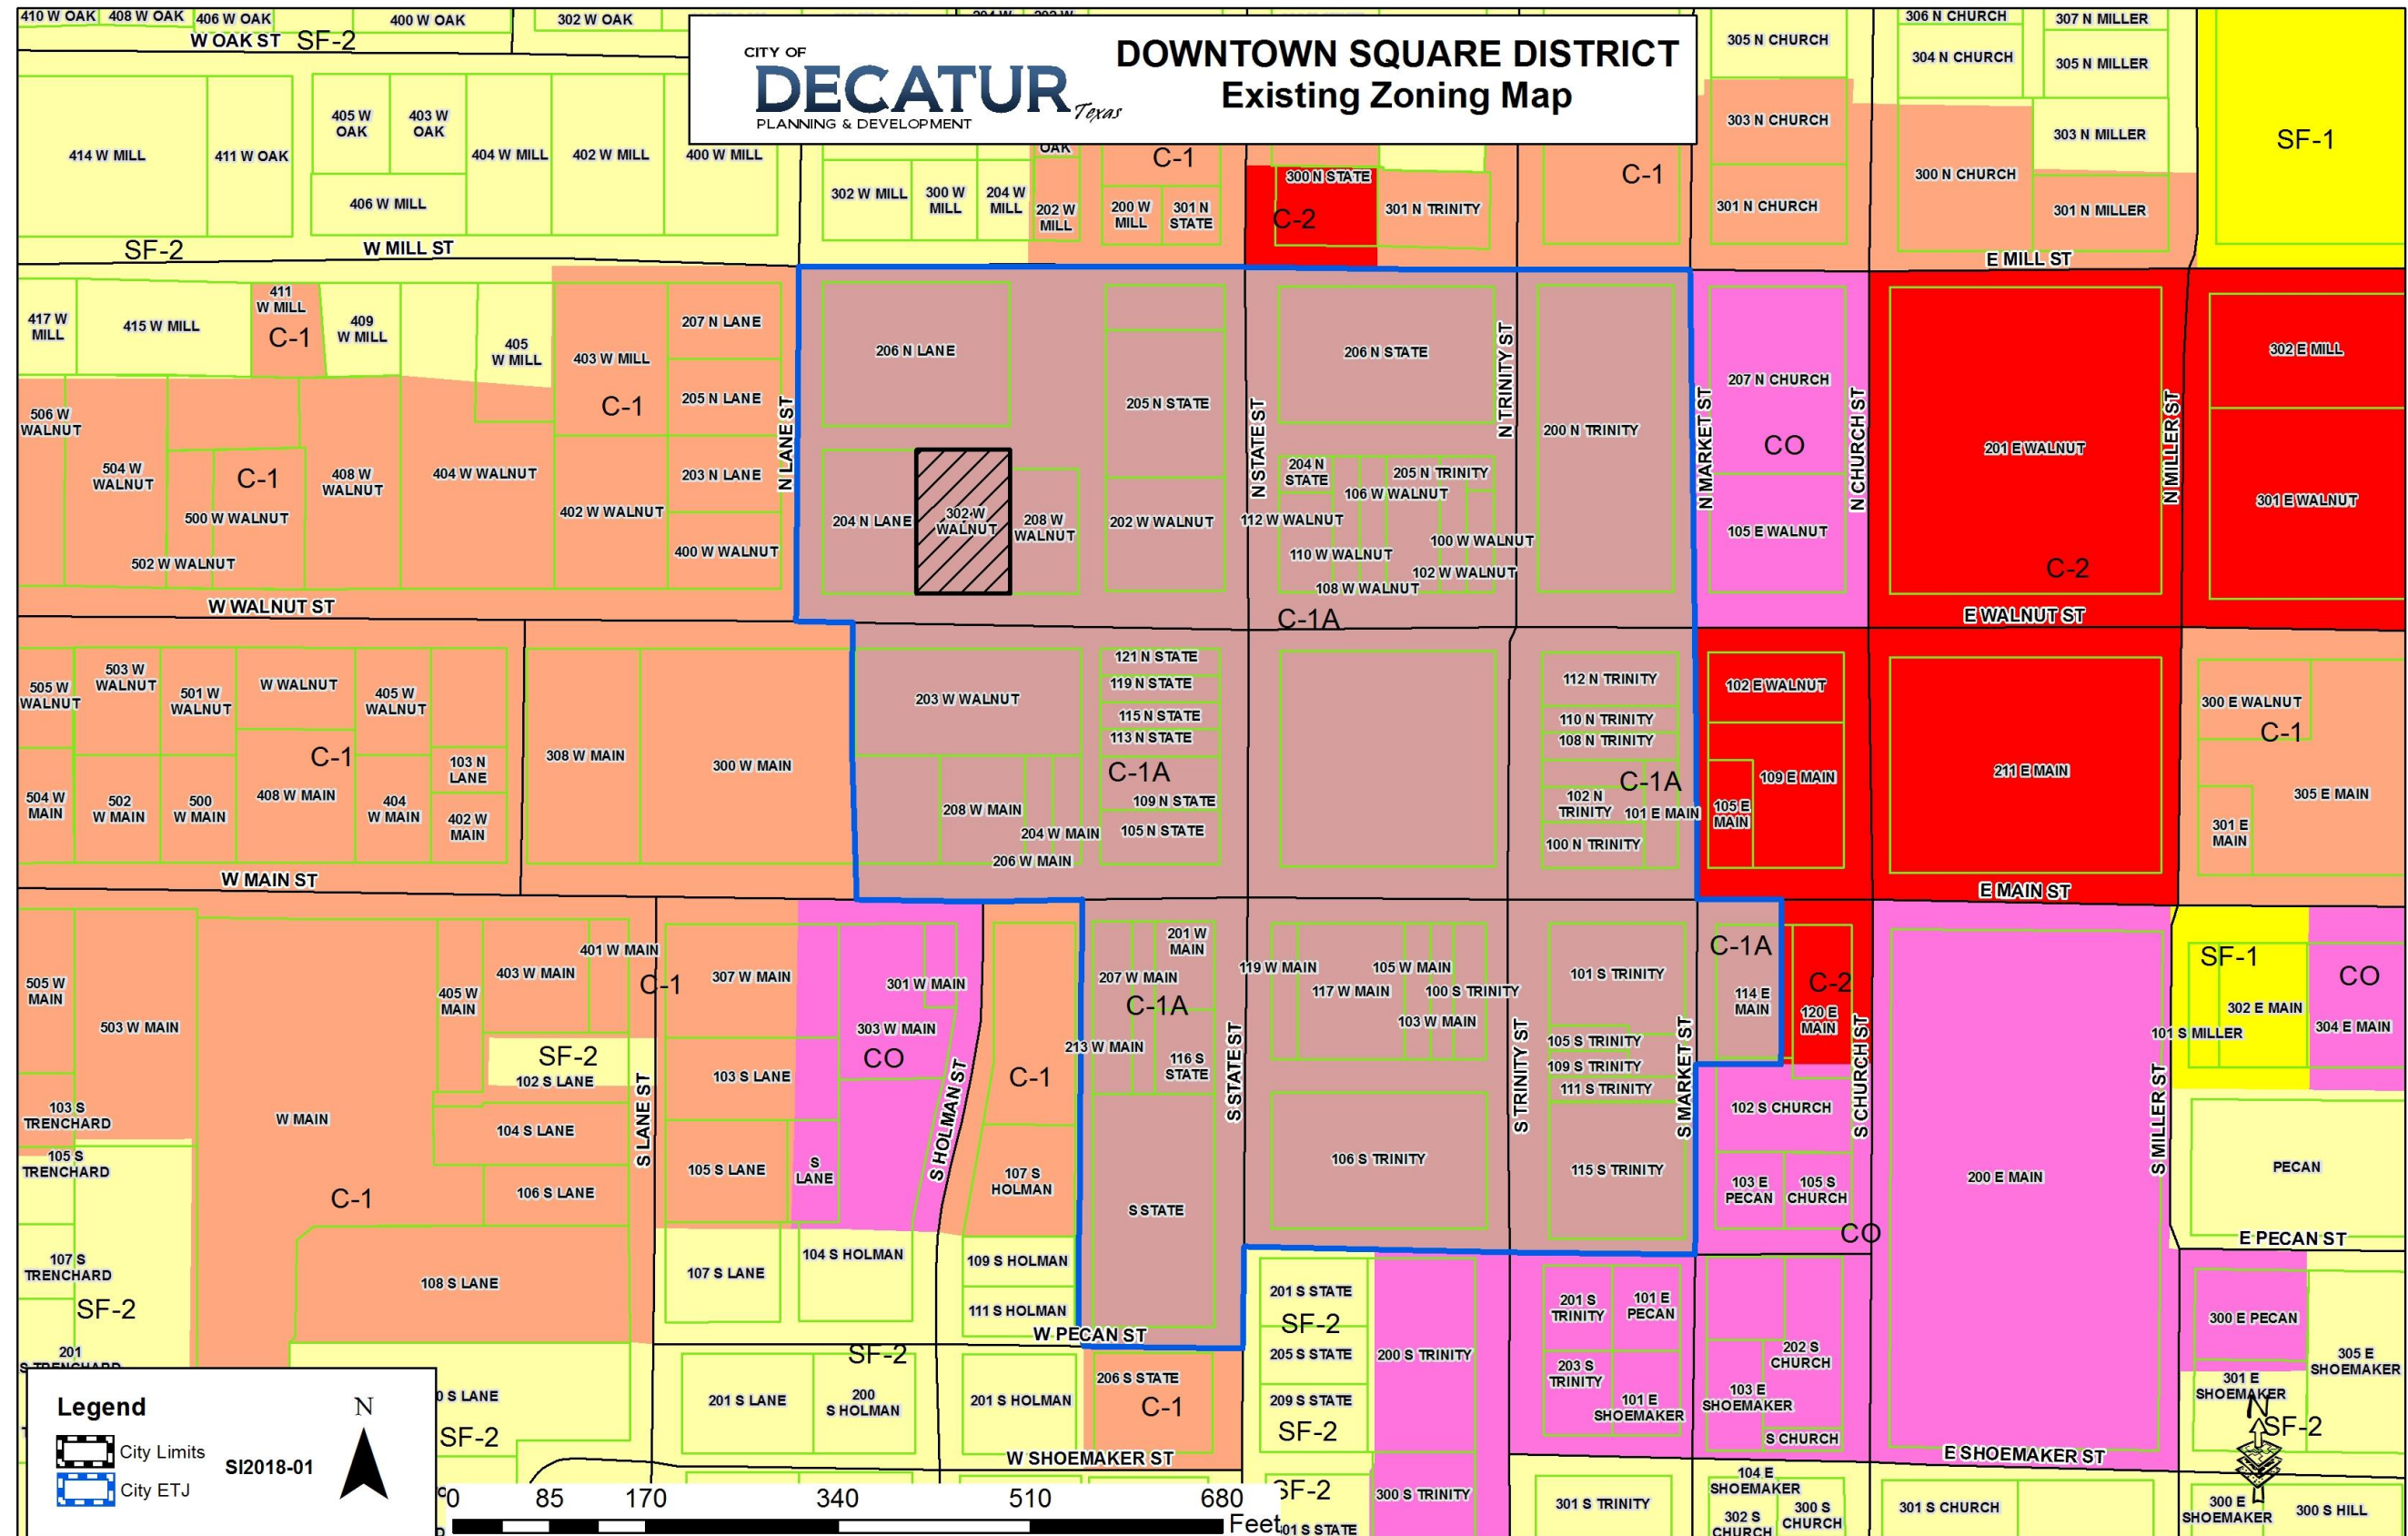 410 W OAK
408 W OAK
406 W OAK
400 W OAK
302 W OAK
W OAK ST
SF-2
CITY OF
DECATUR
Texas
PLANNING & DEVELOPMENT
DOWNTOWN SQUARE DISTRICT
Existing Zoning Map
305 N CHURCH
306 N CHURCH
307 N MILLER
304 N CHURCH
305 N MILLER
303 N CHURCH
303 N MILLER
SF-1
414 W MILL
411 W OAK
405 W
OAK
403 W
OAK
404 W MILL
402 W MILL
400 W MILL
406 W MILL
OAK
C-1
302 W MILL
300 W
MILL
204 W
MILL
202 W
MILL
200 W
MILL
301 N
STATE
300 N STATE
C-2
301 N TRINITY
C-1
301 N CHURCH
300 N CHURCH
301 N MILLER
SF-2
W MILL ST
E MILL ST
417 W
MILL
415 W MILL
411
W MILL
C-1
409
W MILL
405
W MILL
403 W MILL
207 N LANE
C-1
205 N LANE
N LANE ST
206 N LANE
205 N STATE
N STATE ST
206 N STATE
N TRINITY ST
200 N TRINITY
N MARKET ST
207 N CHURCH
CO
N CHURCH ST
201 E WALNUT
N MILLER ST
302 E MILL
506 W
WALNUT
504 W
WALNUT
C-1
500 W WALNUT
408 W
WALNUT
404 W WALNUT
402 W WALNUT
203 N LANE
400 W WALNUT
502 W WALNUT
204 N LANE
302 W
WALNUT
208 W
WALNUT
202 W WALNUT
204 N
STATE
205 N TRINITY
106 W WALNUT
112 W WALNUT
110 W WALNUT
100 W WALNUT
102 W WALNUT
108 W WALNUT
105 E WALNUT
C-2
301 E WALNUT
W WALNUT ST
C-1A
E WALNUT ST
505 W
WALNUT
503 W
WALNUT
501 W
WALNUT
W WALNUT
405 W
WALNUT
C-1
103 N
LANE
504 W
MAIN
502
W MAIN
500
W MAIN
408 W MAIN
404
W MAIN
402 W
MAIN
308 W MAIN
300 W MAIN
203 W WALNUT
121 N STATE
119 N STATE
115 N STATE
113 N STATE
C-1A
109 N STATE
105 N STATE
208 W MAIN
204 W MAIN
206 W MAIN
112 N TRINITY
110 N TRINITY
108 N TRINITY
C-1A
102 N
TRINITY
101 E MAIN
100 N TRINITY
102 E WALNUT
109 E MAIN
105 E
MAIN
211 E MAIN
300 E WALNUT
C-1
305 E MAIN
301 E
MAIN
W MAIN ST
E MAIN ST
505 W
MAIN
503 W MAIN
405 W
MAIN
403 W MAIN
401 W MAIN
C-1
SF-2
102 S LANE
W MAIN
104 S LANE
106 S LANE
C-1
108 S LANE
103 S
TRENCHARD
105 S
TRENCHARD
107 S
TRENCHARD
SF-2
201
S TRENCHARD
S LANE ST
307 W MAIN
301 W MAIN
303 W MAIN
CO
103 S LANE
105 S LANE
S
LANE
S HOLMAN ST
C-1
107 S
HOLMAN
107 S LANE
104 S HOLMAN
109 S HOLMAN
111 S HOLMAN
201 W
MAIN
207 W MAIN
C-1A
213 W MAIN
116 S
STATE
S STATE
S STATE ST
119 W MAIN
105 W MAIN
117 W MAIN
100 S TRINITY
103 W MAIN
106 S TRINITY
S TRINITY ST
101 S TRINITY
105 S TRINITY
109 S TRINITY
111 S TRINITY
115 S TRINITY
S MARKET ST
C-1A
114 E
MAIN
C-2
120 E
MAIN
S CHURCH ST
102 S CHURCH
103 E
PECAN
105 S
CHURCH
CO
200 E MAIN
SF-1
302 E MAIN
101 S MILLER
CO
304 E MAIN
S MILLER ST
PECAN
E PECAN ST
W PECAN ST
SF-2
0 S LANE
SF-2
201 S LANE
200
S HOLMAN
201 S HOLMAN
206 S STATE
C-1
201 S STATE
SF-2
205 S STATE
209 S STATE
SF-2
200 S TRINITY
201 S
TRINITY
101 E
PECAN
203 S
TRINITY
101 E
SHOEMAKER
202 S
CHURCH
103 E
SHOEMAKER
S CHURCH
300 E PECAN
305 E
SHOEMAKER
301 E
SHOEMAKER
N
SF-2
W SHOEMAKER ST
E SHOEMAKER ST
SF-2
300 S TRINITY
01 S STATE
301 S TRINITY
104 E
SHOEMAKER
302 S
CHURCH
300 S
CHURCH
301 S CHURCH
300 E
SHOEMAKER
300 S HILL
Legend
City Limits
City ETJ
SI2018-01
N
0 85 170 340 510 680
Feet